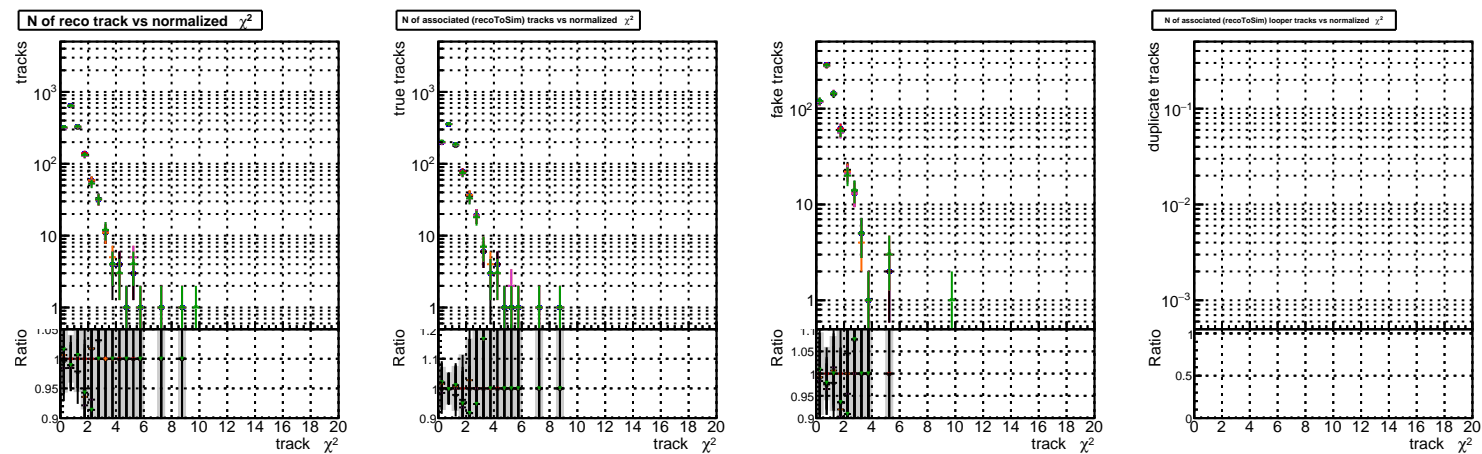 N of reco track vs normalized χ²
tracks
10³
10²
10
1
Ratio
1.05
1
0.95
0.9
0 2 4 6 8 10 12 14 16 18 20
track χ²
N of associated (recoToSim) tracks vs normalized χ²
true tracks
10³
10²
10
1
Ratio
1.2
1.1
1
0.9
0 2 4 6 8 10 12 14 16 18 20
track χ²
fake tracks
10²
10
1
Ratio
1.1
1.05
1
0.95
0.9
0 2 4 6 8 10 12 14 16 18 20
track χ²
N of associated (recoToSim) looper tracks vs normalized χ²
duplicate tracks
10⁻¹
10⁻²
10⁻³
Ratio
1
0.5
0
0 2 4 6 8 10 12 14 16 18 20
track χ²